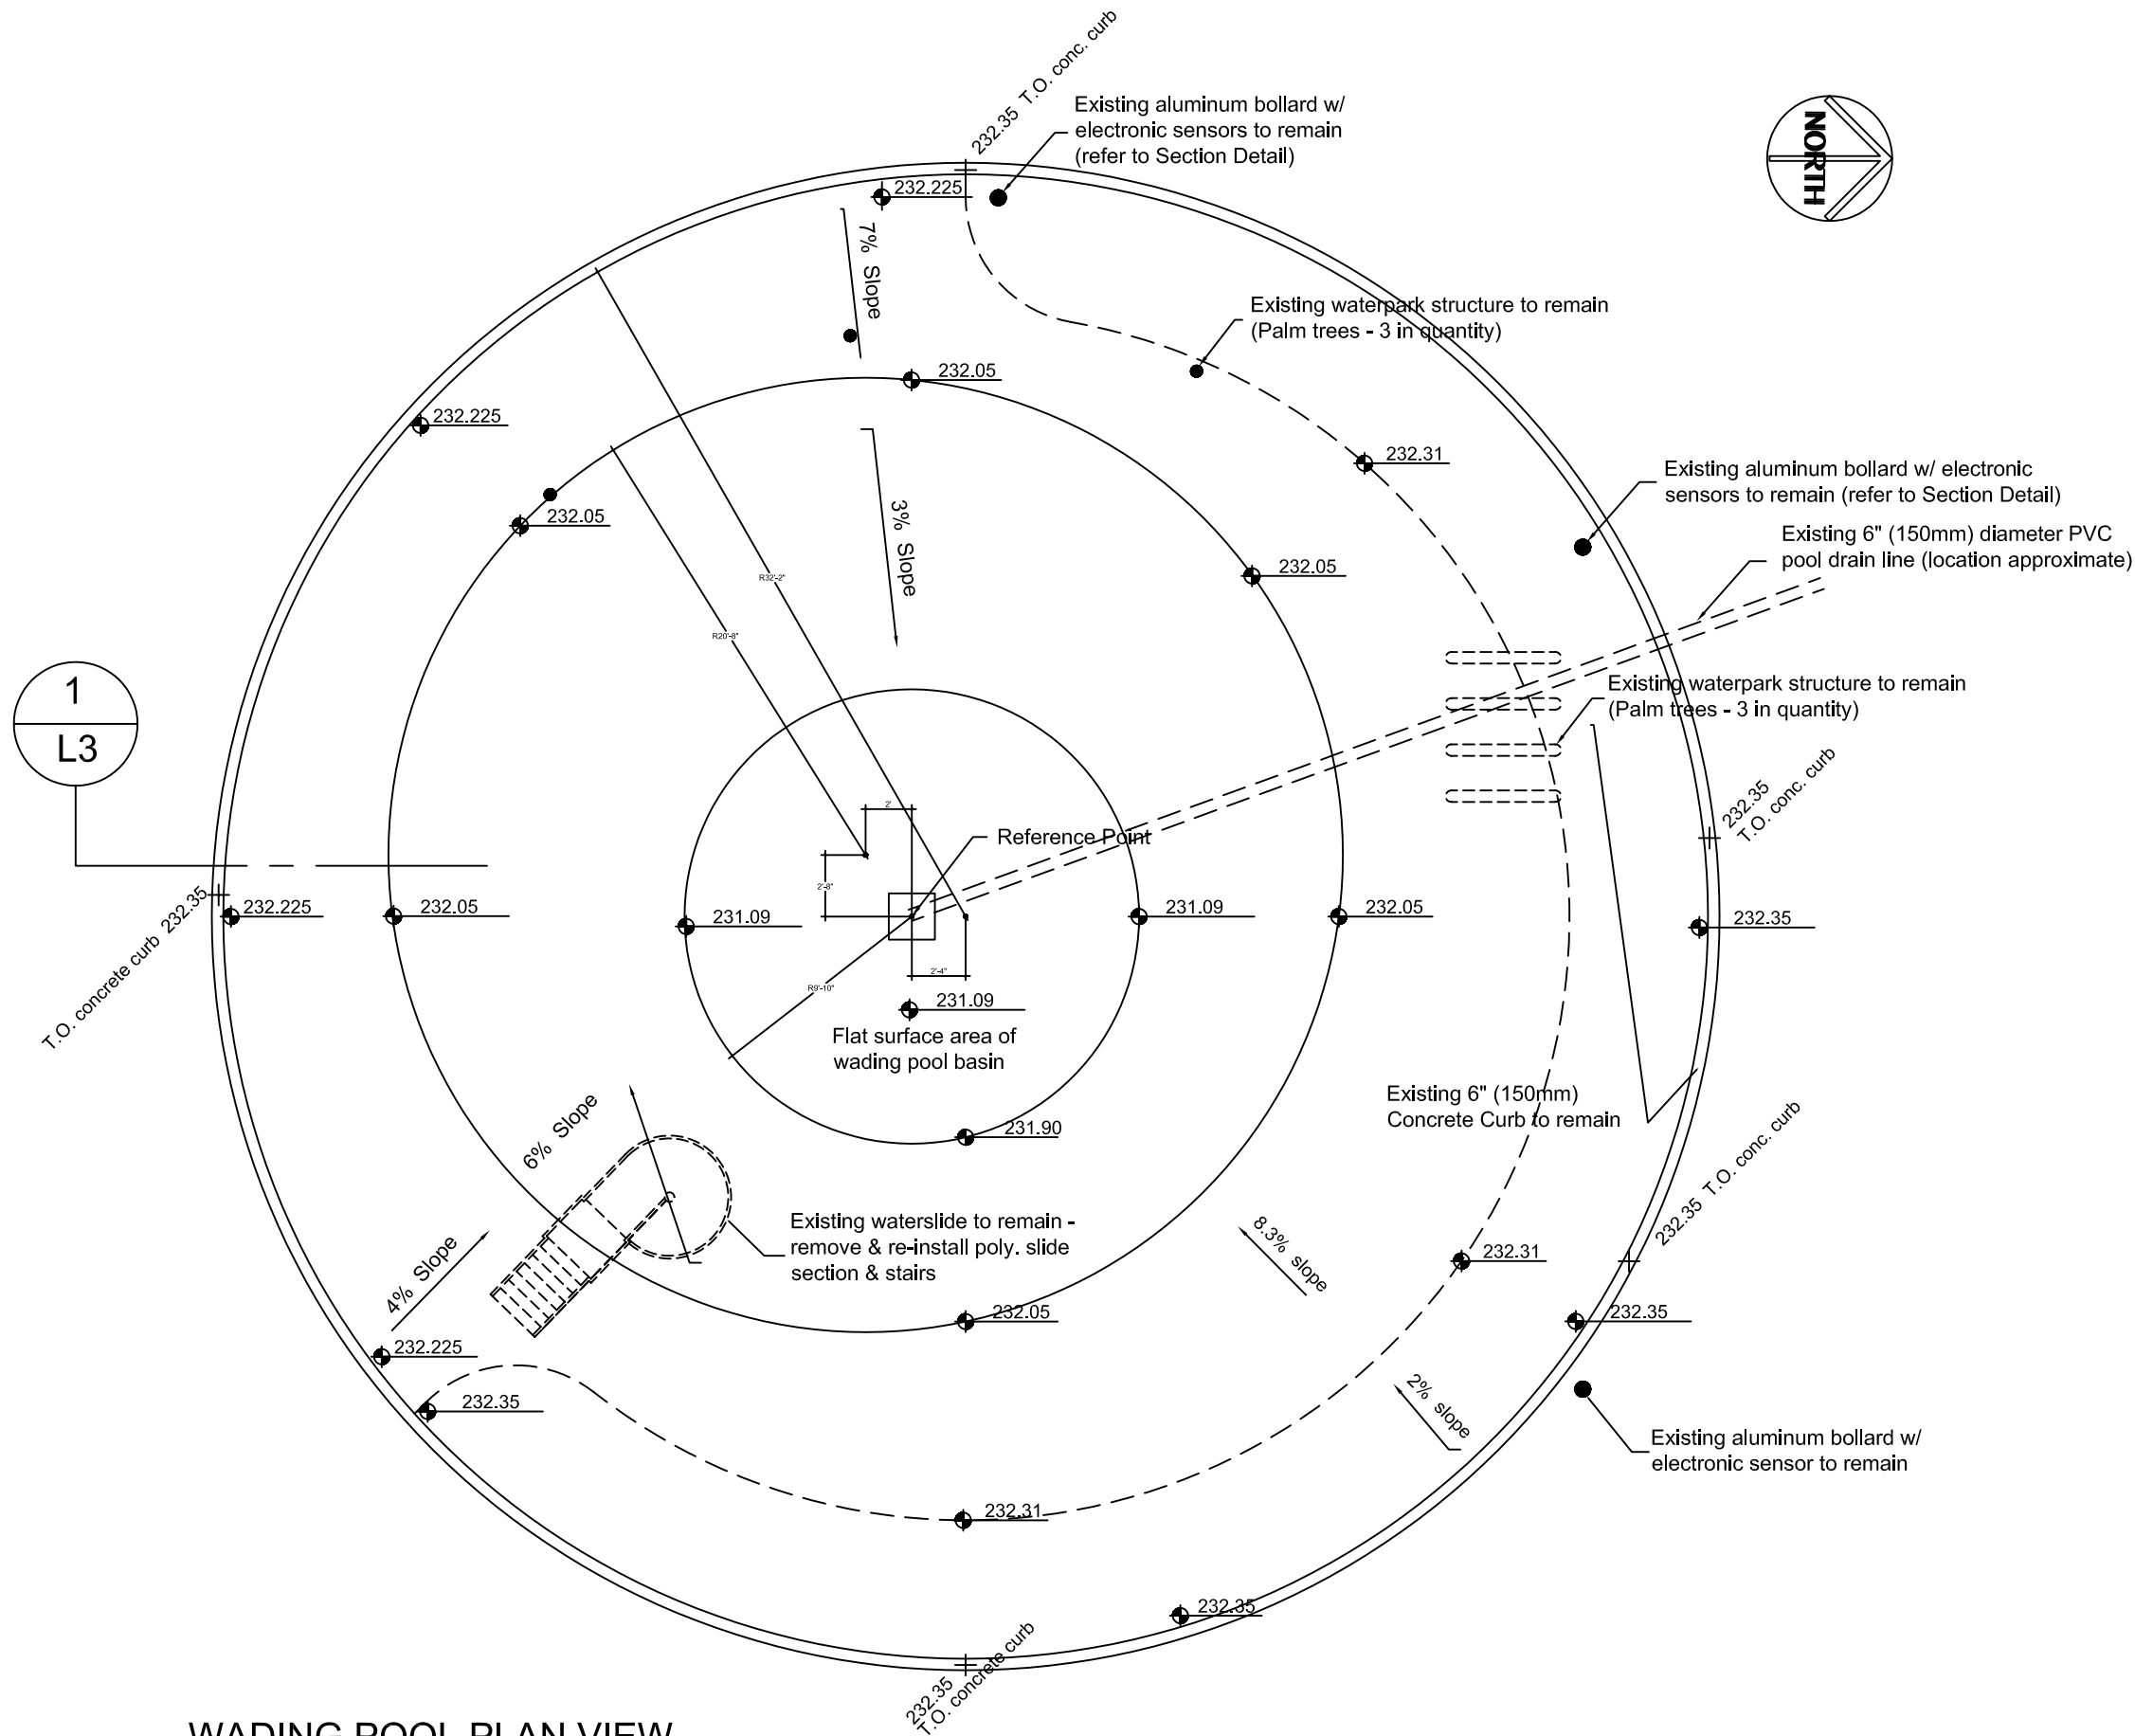 232.35 T.O. conc. curb
Existing aluminum bollard w/
electronic sensors to remain
(refer to Section Detail)
NORTH
232.225
7% Slope
Existing waterpark structure to remain
(Palm trees - 3 in quantity)
232.05
232.225
232.31
Existing aluminum bollard w/ electronic
sensors to remain (refer to Section Detail)
232.05
3% Slope
Existing 6" (150mm) diameter PVC
pool drain line (location approximate)
232.05
R32'-2"
R20'-8"
1
L3
Existing waterpark structure to remain
(Palm trees - 3 in quantity)
2'
Reference Point
232.35
T.O. conc. curb
2'-8"
T.O. concrete curb 232.35
232.225
232.05
231.09
231.09
232.05
232.35
2'-4"
R9'-10"
231.09
Flat surface area of
wading pool basin
Existing 6" (150mm)
Concrete Curb to remain
6% Slope
231.90
232.35 T.O. conc. curb
Existing waterslide to remain -
remove & re-install poly. slide
section & stairs
4% Slope
8.3% slope
232.31
232.05
232.35
232.225
232.35
2% slope
Existing aluminum bollard w/
electronic sensor to remain
232.31
232.35
232.35
T.O. concrete curb
WADING POOL PLAN VIEW